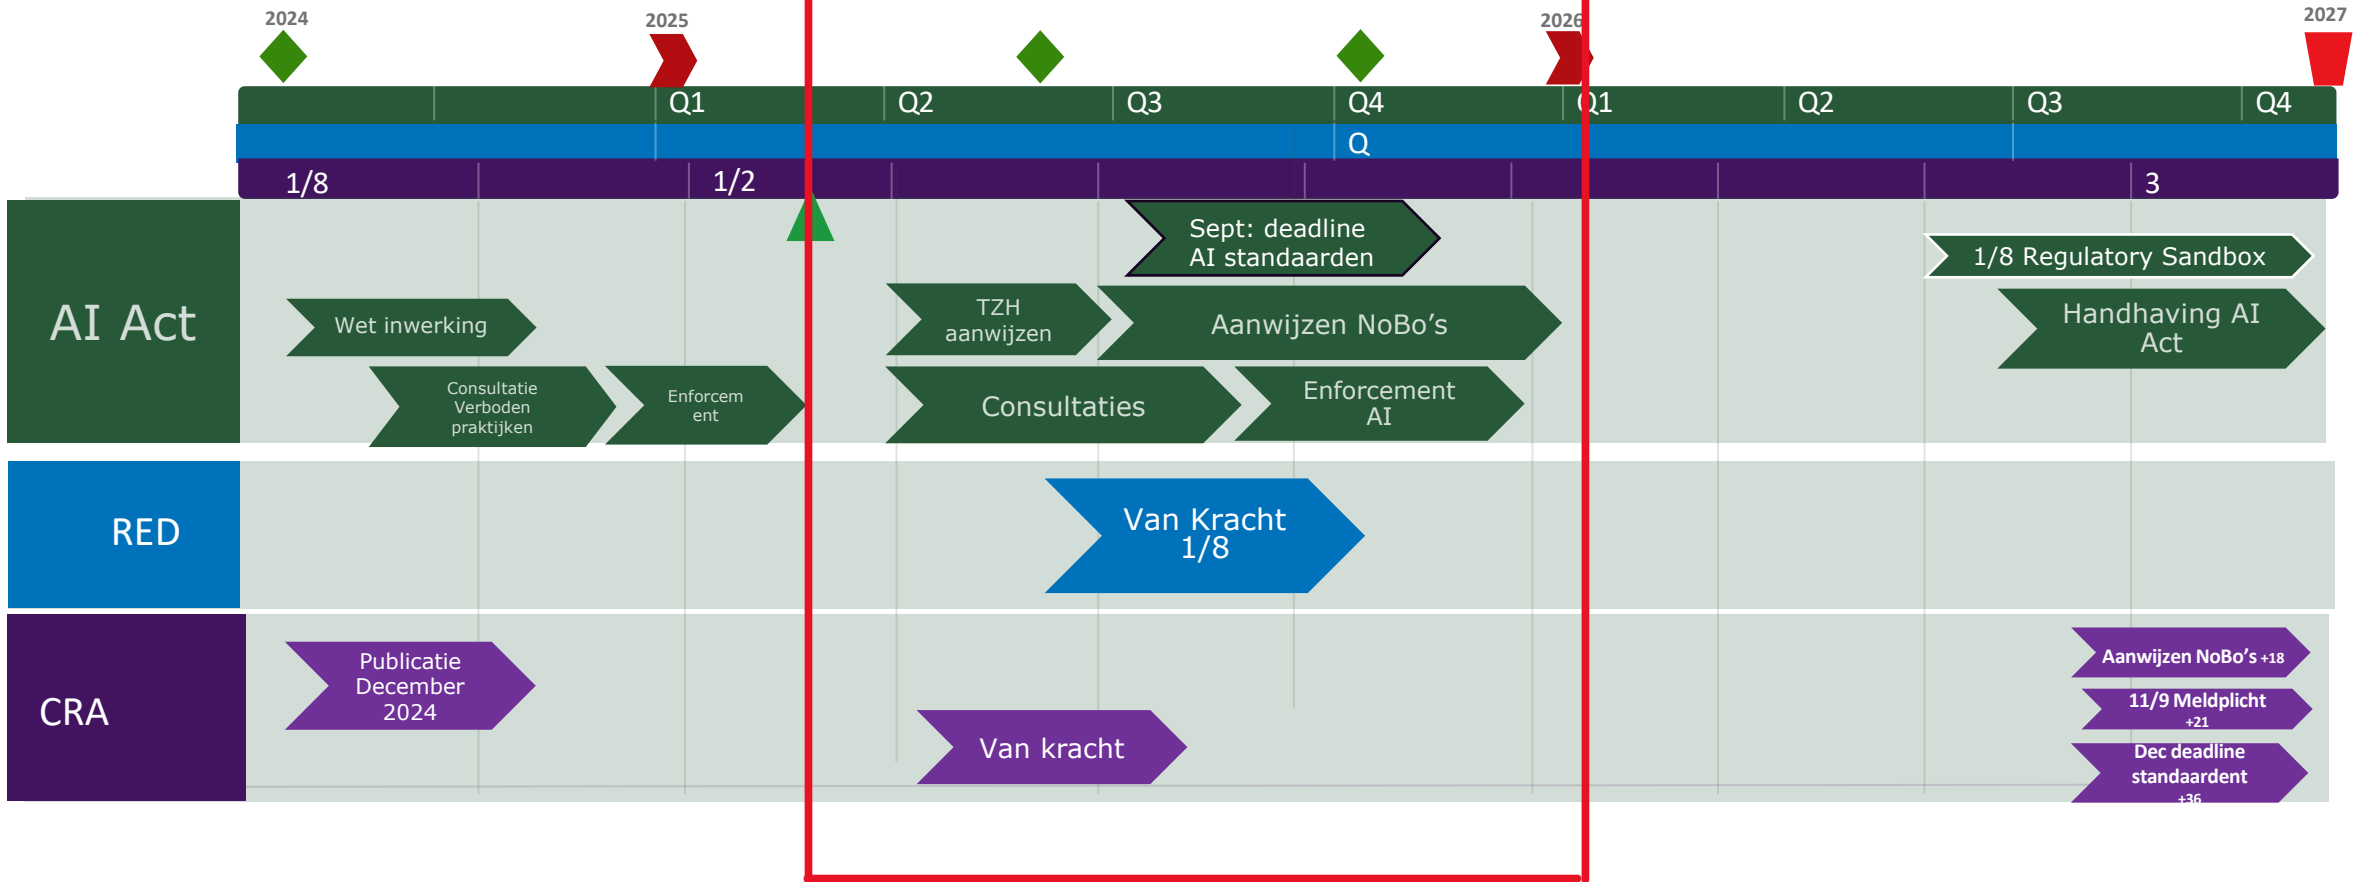 2024
2025
2026
2027
Q1
Q2
Q3
Q4
Q1
Q2
Q3
Q4
Q
1/8
1/2
3
AI Act
Sept: deadline
AI standaarden
1/8 Regulatory Sandbox
Wet inwerking
TZH
aanwijzen
Aanwijzen NoBo’s
Handhaving AI
Act
Consultatie
Verboden
praktijken
Enforcem
ent
Consultaties
Enforcement
AI
RED
Van Kracht
1/8
CRA
Publicatie
December
2024
Van kracht
Aanwijzen NoBo’s +18
11/9 Meldplicht
+21
Dec deadline
standaardent
+36